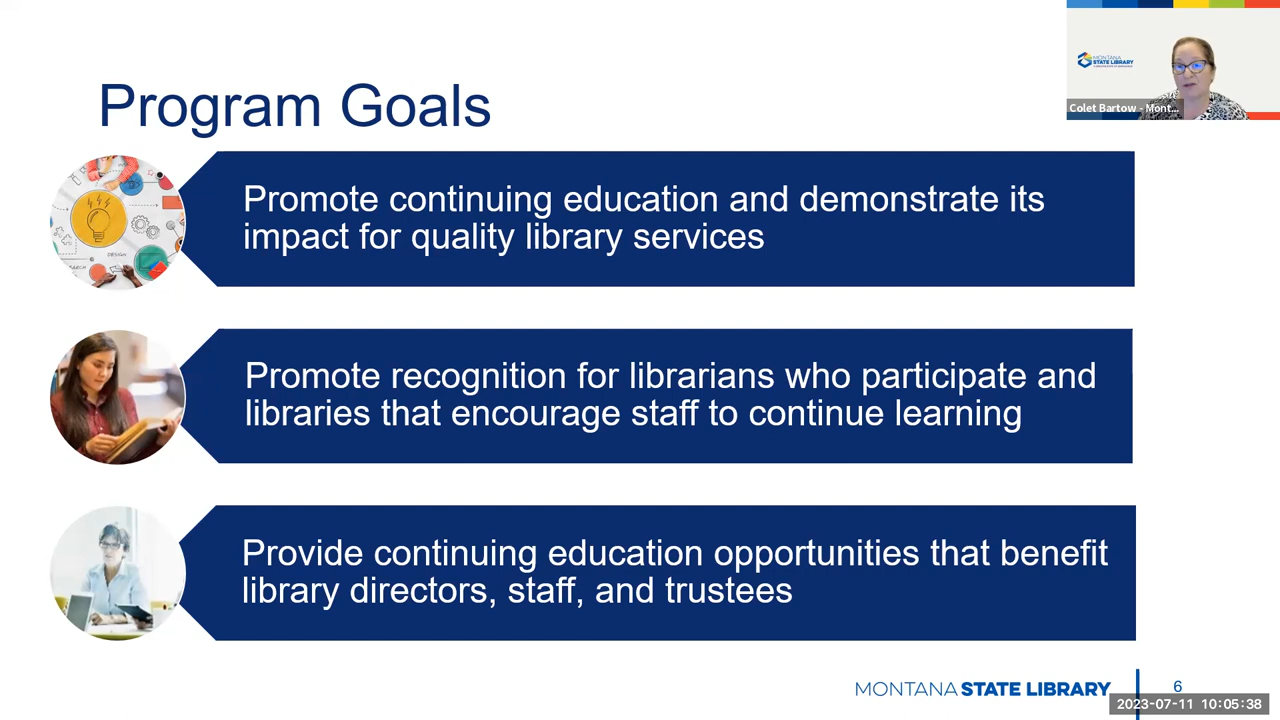 Program Goals
MONTANA
STATE LIBRARY
Colet Bartow - Mont...
Promote continuing education and demonstrate its
impact for quality library services
DESIGN
Promote recognition for librarians who participate and
libraries that encourage staff to continue learning
Provide continuing education opportunities that benefit
library directors, staff, and trustees
MONTANA STATE LIBRARY
6
2023-07-11 10:05:38